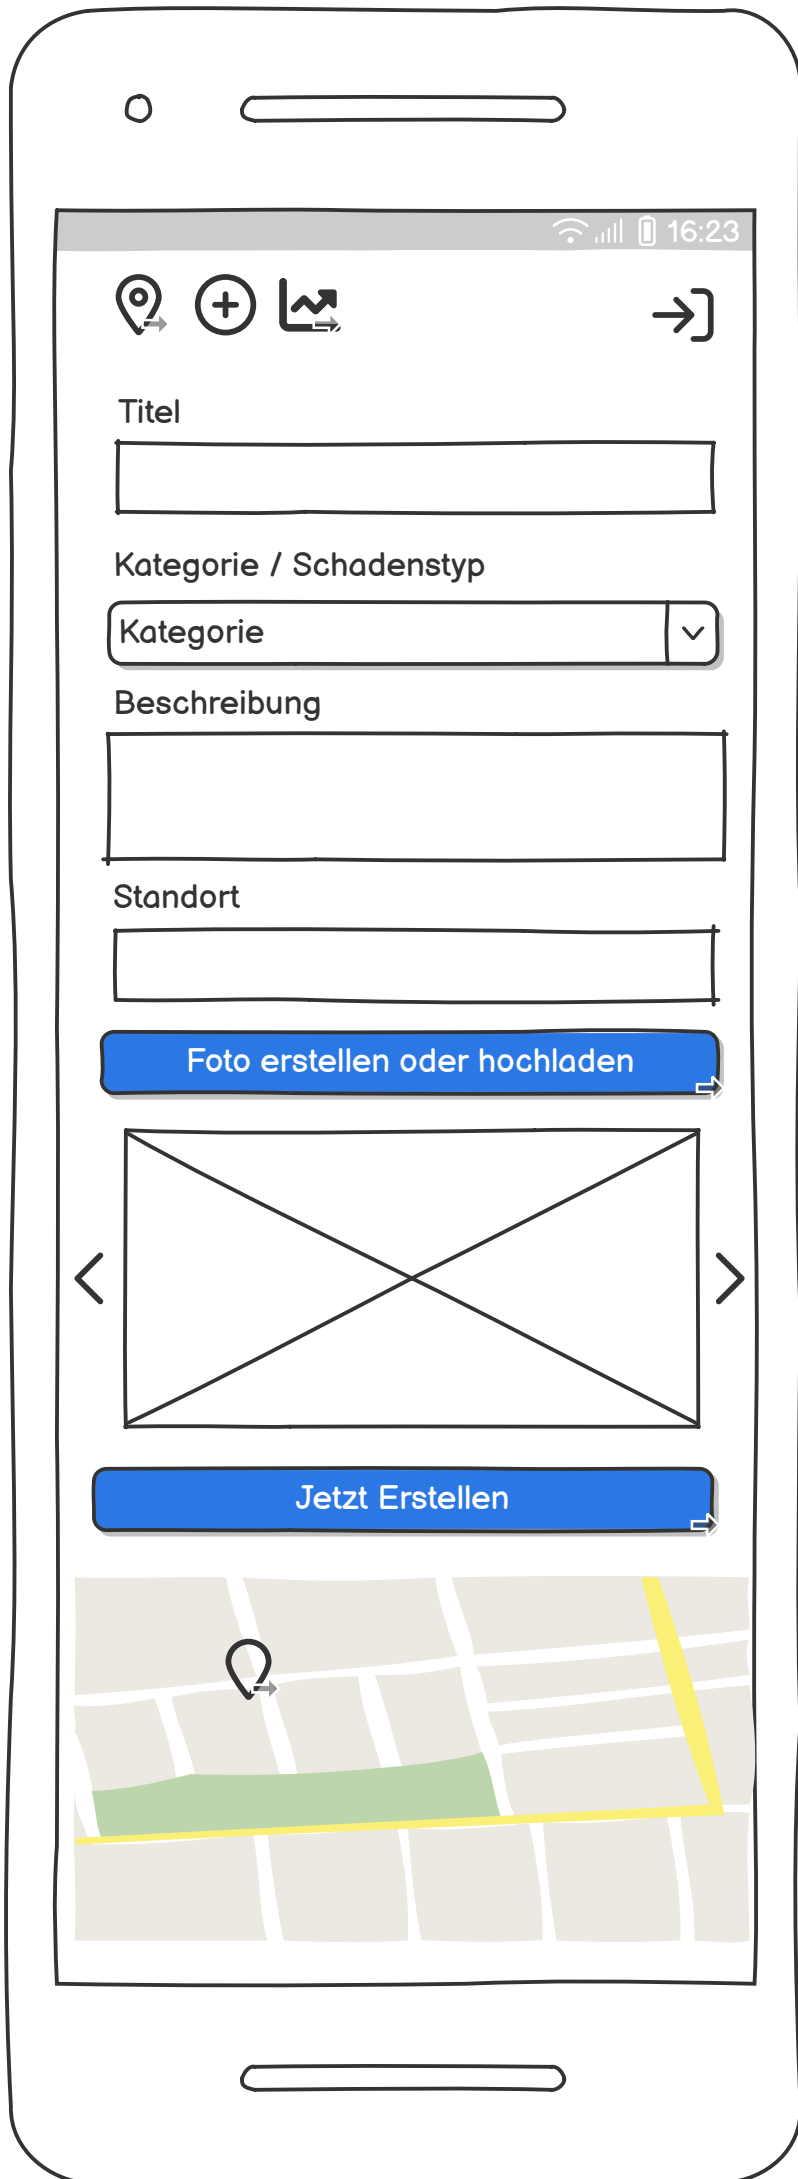 16:23
Titel
Kategorie / Schadenstyp
Kategorie
Beschreibung
Standort
Foto erstellen oder hochladen
Jetzt Erstellen